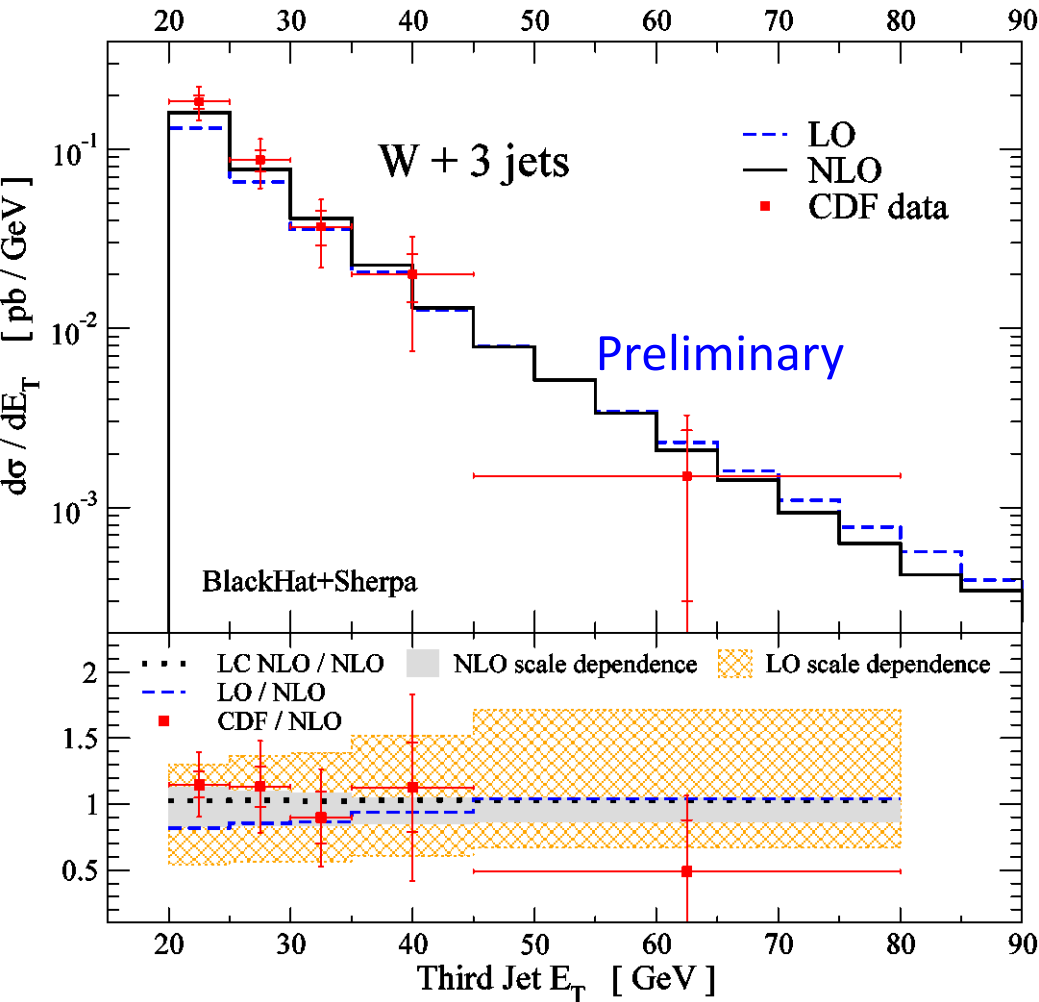 20 30 40 50 60 70 80 90
10^-1
10^-2
10^-3
dσ / dE_T [ pb / GeV ]
W + 3 jets
LO
NLO
CDF data
Preliminary
BlackHat+Sherpa
LC NLO / NLO NLO scale dependence LO scale dependence
LO / NLO
CDF / NLO
2
1.5
1
0.5
20 30 40 50 60 70 80 90
Third Jet E_T [ GeV ]